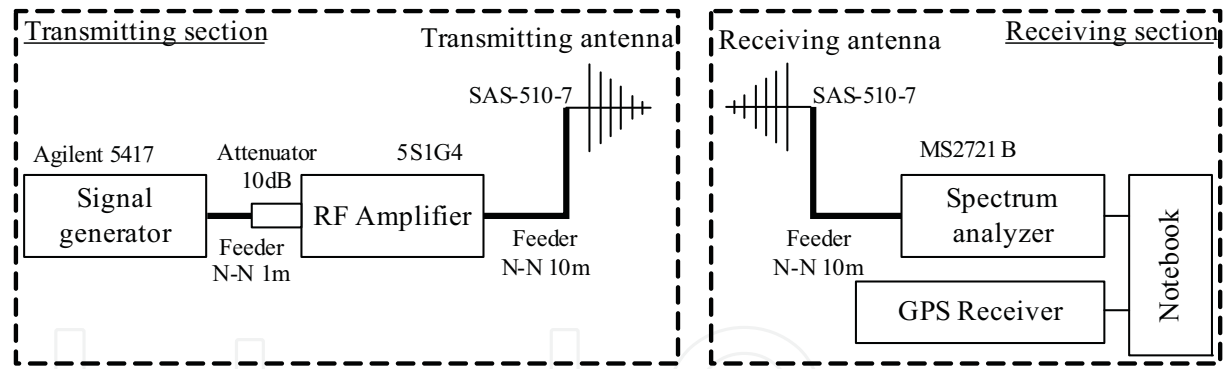 Transmitting section
Transmitting antenna
SAS-510-7
Agilent 5417
Attenuator
10dB
5S1G4
Signal
generator
RF Amplifier
Feeder
N-N 1m
Feeder
N-N 10m
Receiving antenna
Receiving section
SAS-510-7
MS2721B
Spectrum
analyzer
Feeder
N-N 10m
GPS Receiver
Notebook